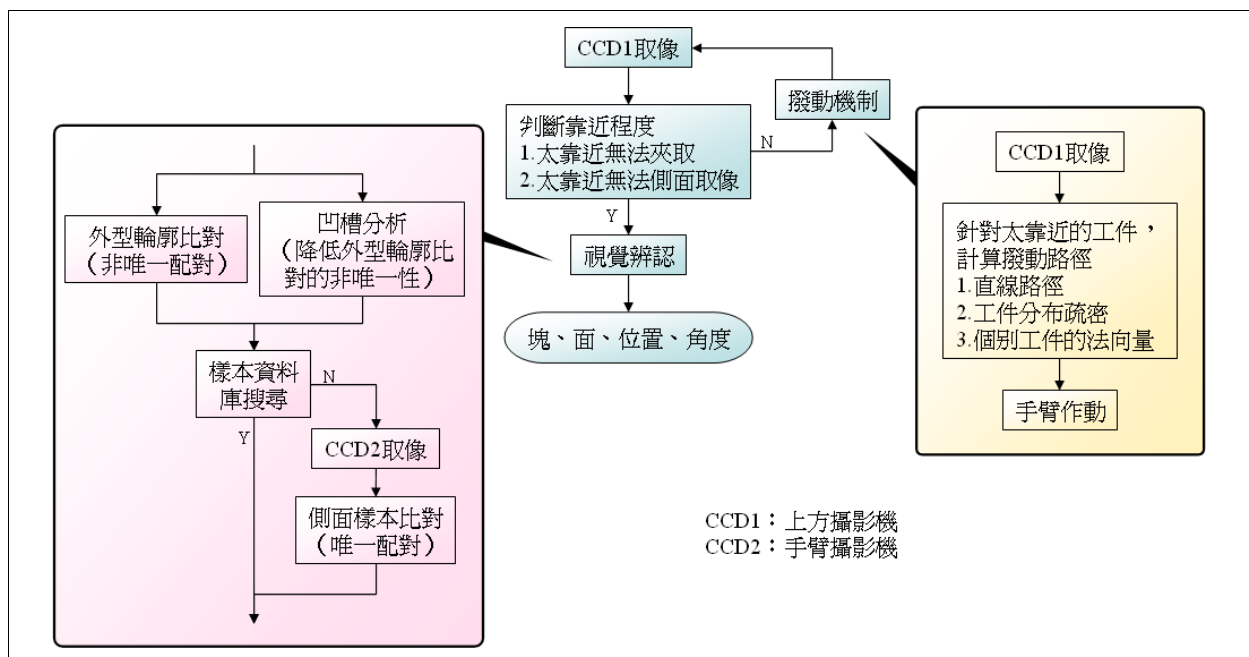 CCD1取像
撥動機制
判斷靠近程度
1.太靠近無法夾取
2.太靠近無法側面取像
N
Y
視覺辨認
塊、面、位置、角度
外型輪廓比對
（非唯一配對）
凹槽分析
（降低外型輪廓比
對的非唯一性）
樣本資料
庫搜尋
N
Y
CCD2取像
側面樣本比對
（唯一配對）
CCD1取像
針對太靠近的工件，
計算撥動路徑
1.直線路徑
2.工件分布疏密
3.個別工件的法向量
手臂作動
CCD1：上方攝影機
CCD2：手臂攝影機